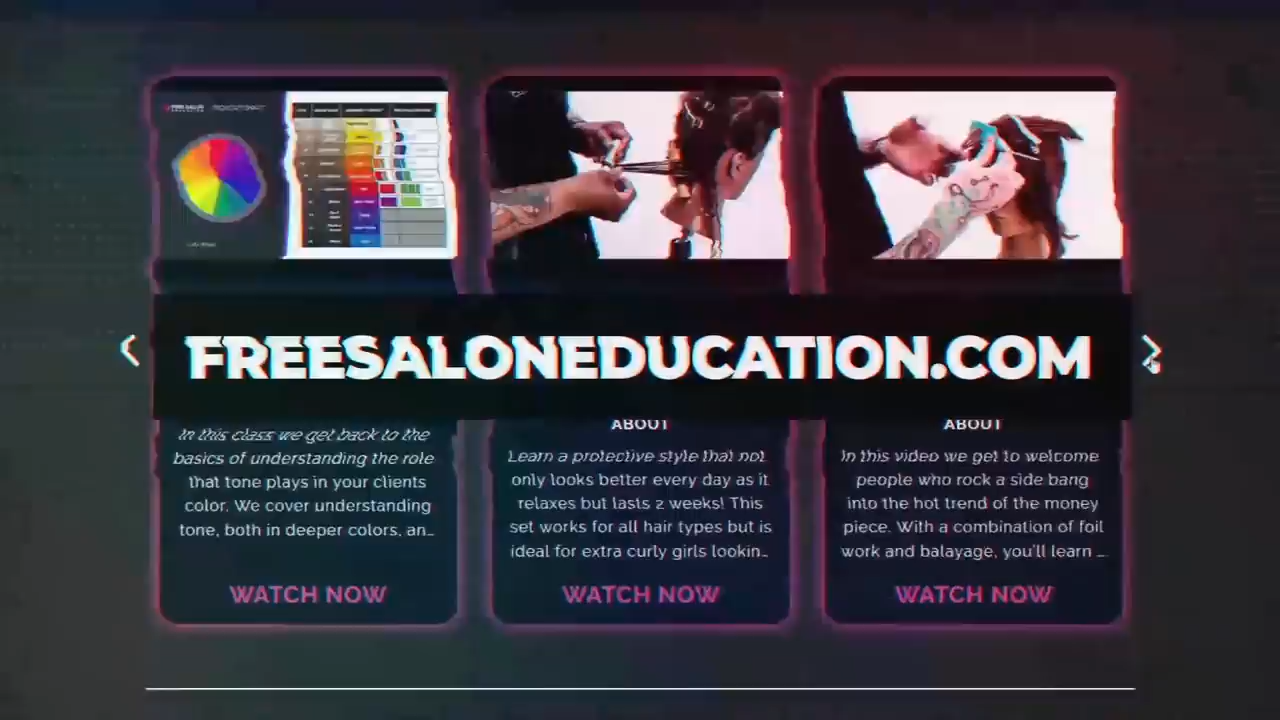 FREESALONEDUCATION.COM
In this class we get back to the
basics of understanding the role
that tone plays in your clients
color. We cover understanding
tone, both in deeper colors, an...
WATCH NOW
ABOUT
Learn a protective style that not
only looks better every day as it
relaxes but lasts 2 weeks! This
set works for all hair types but is
ideal for extra curly girls lookin...
WATCH NOW
ABOUT
In this video we get to welcome
people who rock a side bang
into the hot trend of the money
piece. With a combination of foil
work and balayage, you'll learn ...
WATCH NOW